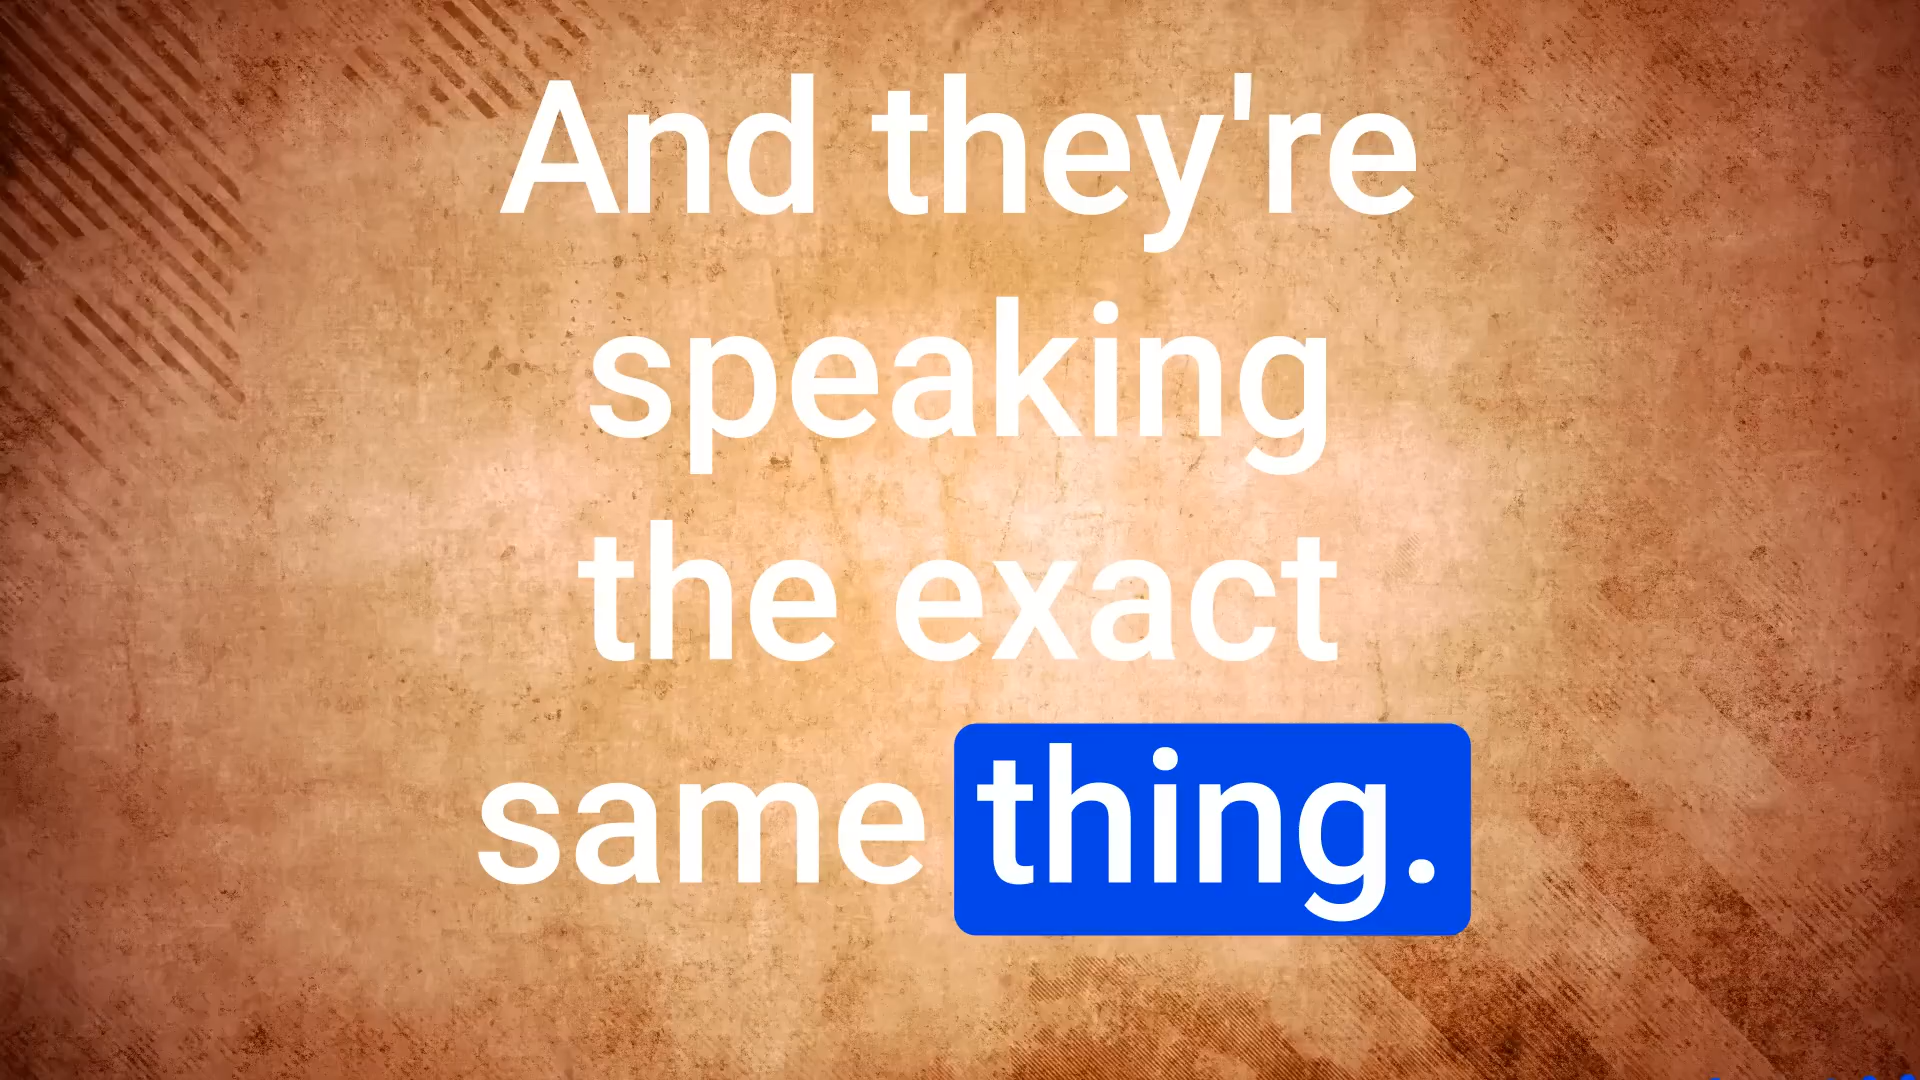 And they're
speaking
the exact
same thing.